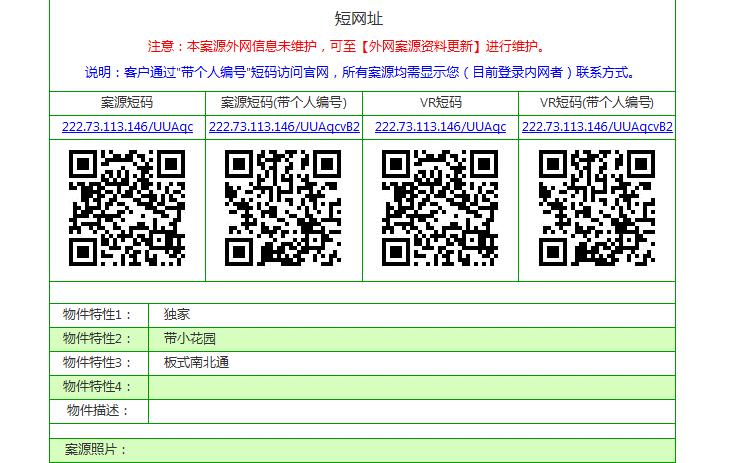 短网址
注意：本案源外网信息未维护，可至【外网案源资料更新】进行维护。
说明：客户通过"带个人编号"短码访问官网，所有案源均需显示您（目前登录内网者）联系方式。
案源短码 案源短码(带个人编号) VR短码 VR短码(带个人编号)
222.73.113.146/UUAqc 222.73.113.146/UUAqcvB2 222.73.113.146/UUAqc 222.73.113.146/UUAqcvB2
物件特性1： 独家
物件特性2： 带小花园
物件特性3： 板式南北通
物件特性4：
物件描述：
案源照片：